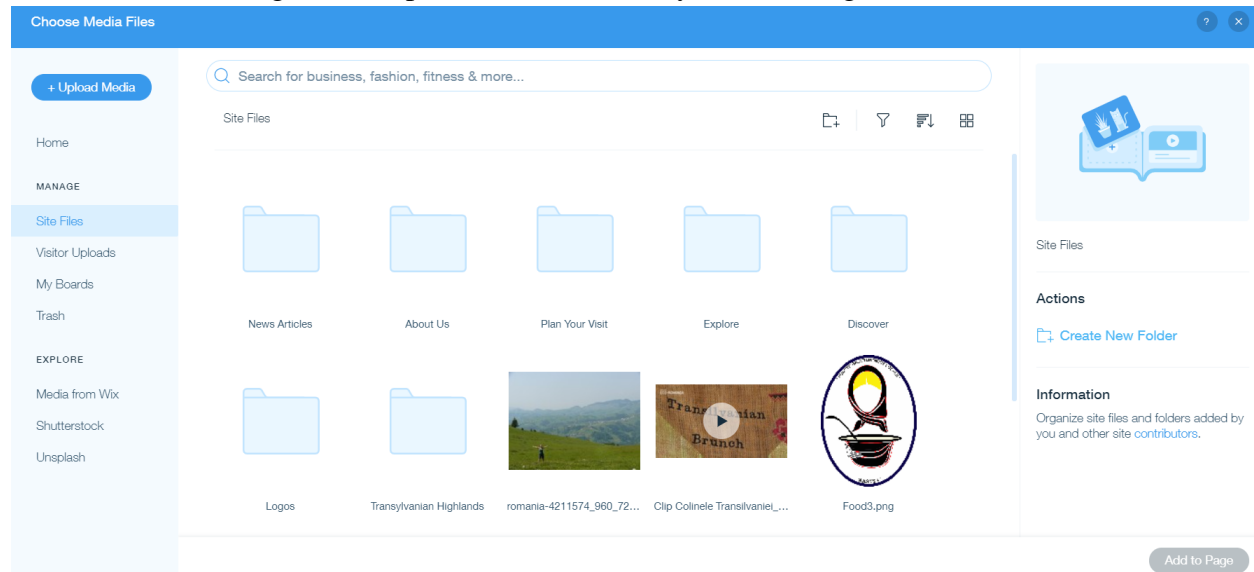 Choose Media Files
?
+ Upload Media
Search for business, fashion, fitness & more...
Site Files
Home
MANAGE
Site Files
Visitor Uploads
My Boards
Trash
EXPLORE
Media from Wix
Shutterstock
Unsplash
News Articles
About Us
Plan Your Visit
Explore
Discover
Transylvanian
Brunch
Logos
Transylvanian Highlands
romania-4211574_960_72...
Clip Colinele Transilvaniei_...
Food3.png
Site Files
Actions
Create New Folder
Information
Organize site files and folders added by
you and other site contributors.
Add to Page